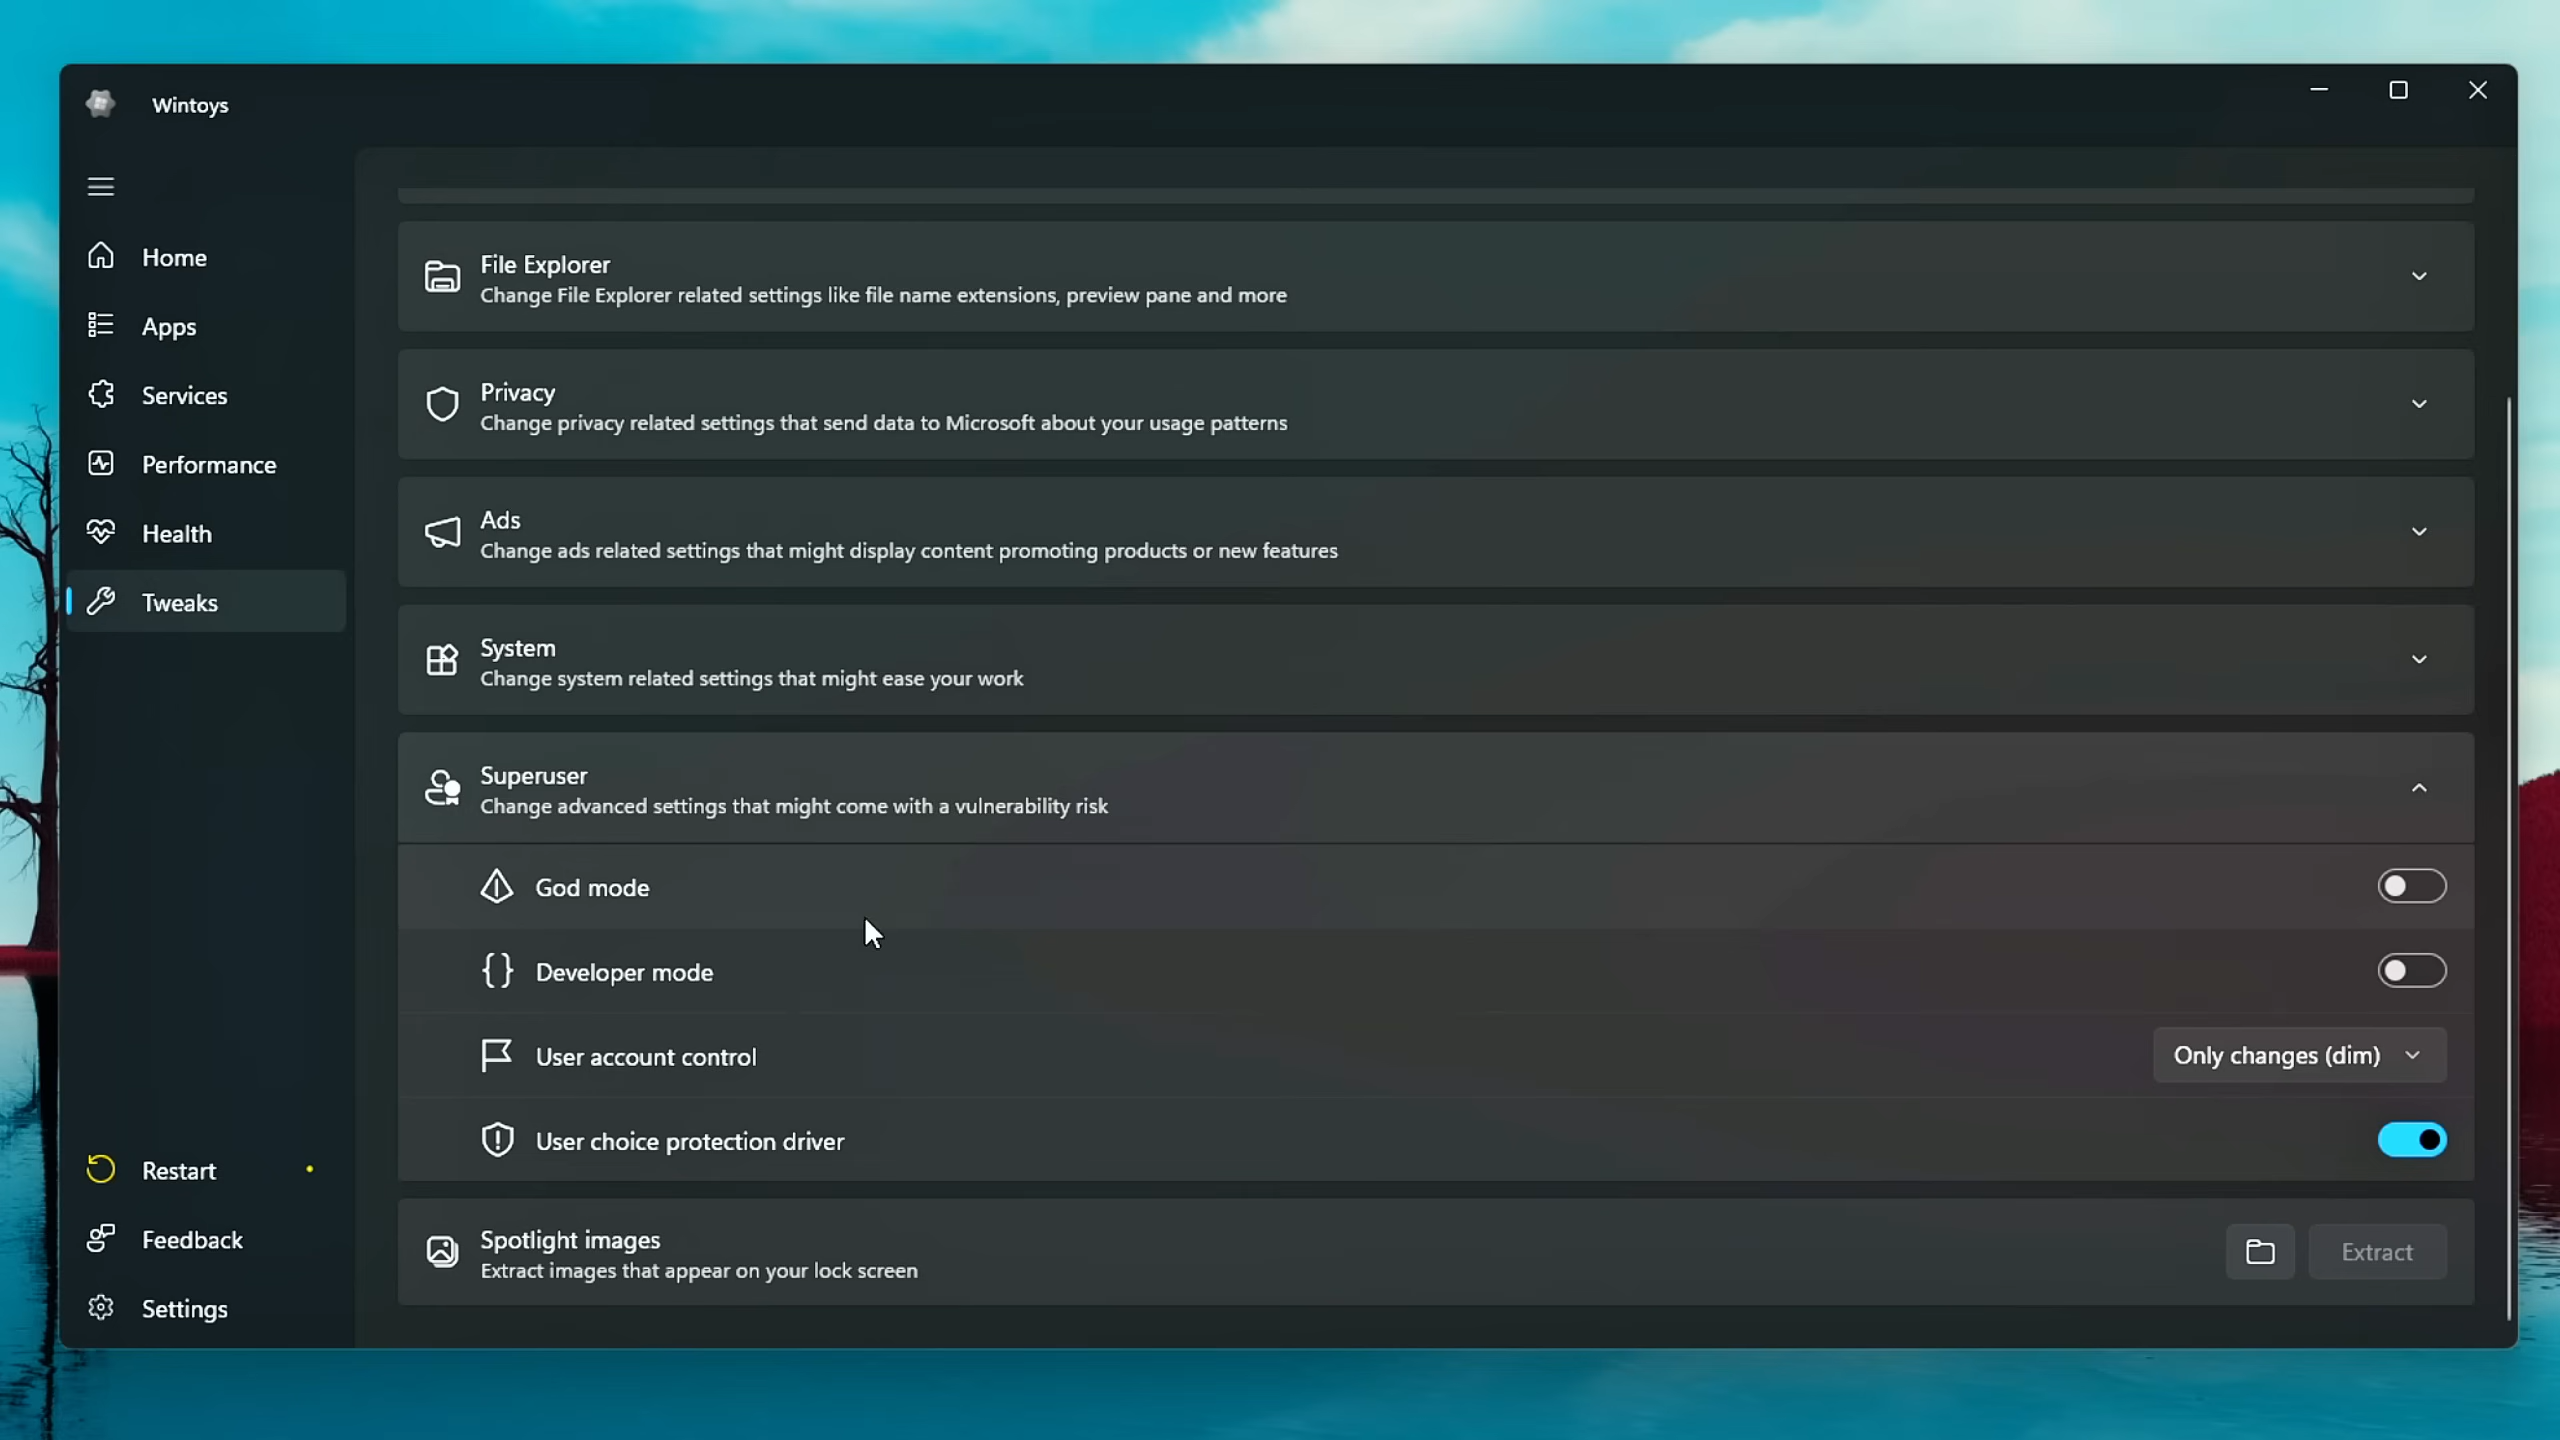 Wintoys
Home
Apps
Services
Performance
Health
Tweaks
Restart
Feedback
Settings
File Explorer
Change File Explorer related settings like file name extensions, preview pane and more
Privacy
Change privacy related settings that send data to Microsoft about your usage patterns
Ads
Change ads related settings that might display content promoting products or new features
System
Change system related settings that might ease your work
Superuser
Change advanced settings that might come with a vulnerability risk
God mode
Developer mode
User account control
Only changes (dim)
User choice protection driver
Spotlight images
Extract images that appear on your lock screen
Extract